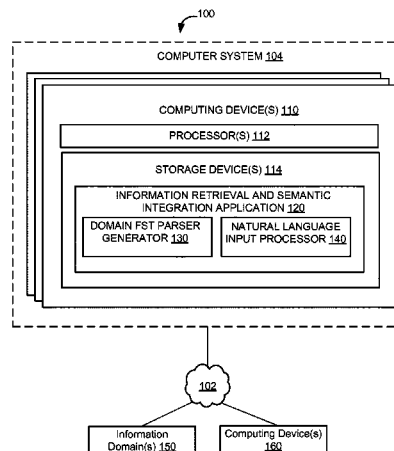 100
COMPUTER SYSTEM 104
COMPUTING DEVICE(S) 110
PROCESSOR(S) 112
STORAGE DEVICE(S) 114
INFORMATION RETRIEVAL AND SEMANTIC
INTEGRATION APPLICATION
120
DOMAIN FST PARSER
GENERATOR 130
NATURAL LANGUAGE
INPUT PROCESSOR 140
102
Information
Domain(s) 150
Computing Device(s)
160